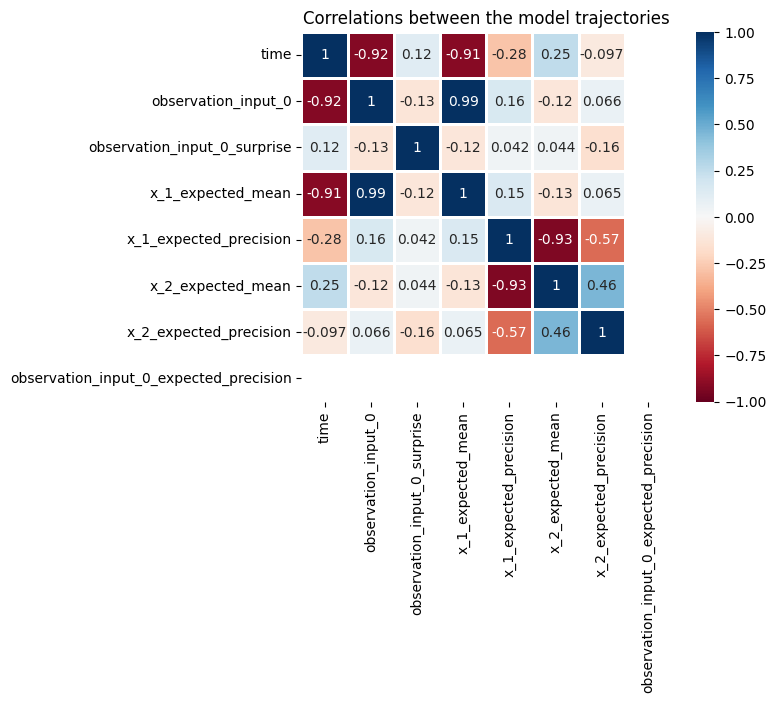 Correlations between the model trajectories
time 1 -0.92 0.12 -0.91 -0.28 0.25 -0.097
observation_input_0 -0.92 1 -0.13 0.99 0.16 -0.12 0.066
observation_input_0_surprise 0.12 -0.13 1 -0.12 0.042 0.044 -0.16
x_1_expected_mean -0.91 0.99 -0.12 1 0.15 -0.13 0.065
x_1_expected_precision -0.28 0.16 0.042 0.15 1 -0.93 -0.57
x_2_expected_mean 0.25 -0.12 0.044 -0.13 -0.93 1 0.46
x_2_expected_precision -0.097 0.066 -0.16 0.065 -0.57 0.46 1
observation_input_0_expected_precision
time
observation_input_0
observation_input_0_surprise
x_1_expected_mean
x_1_expected_precision
x_2_expected_mean
x_2_expected_precision
observation_input_0_expected_precision
1.00
0.75
0.50
0.25
0.00
−0.25
−0.50
−0.75
−1.00